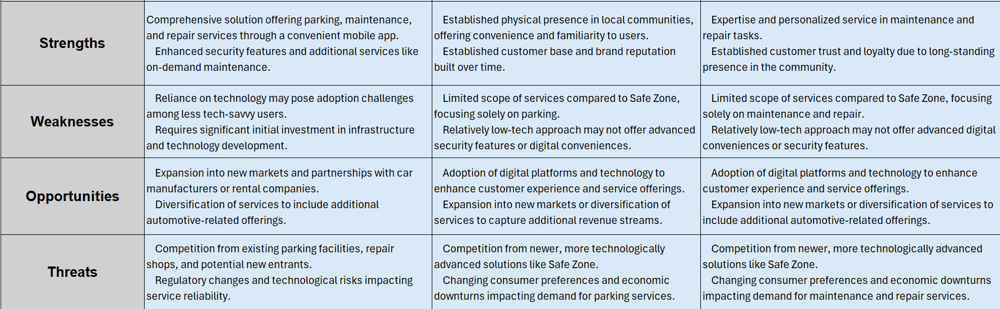 Strengths
Comprehensive solution offering parking, maintenance,
and repair services through a convenient mobile app.
Enhanced security features and additional services like
on-demand maintenance.
Established physical presence in local communities,
offering convenience and familiarity to users.
Established customer base and brand reputation
built over time.
Expertise and personalized service in maintenance and
repair tasks.
Established customer trust and loyalty due to long-standing
presence in the community.
Weaknesses
Reliance on technology may pose adoption challenges
among less tech-savvy users.
Requires significant initial investment in infrastructure
and technology development.
Limited scope of services compared to Safe Zone,
focusing solely on parking.
Relatively low-tech approach may not offer advanced
security features or digital conveniences.
Limited scope of services compared to Safe Zone, focusing
solely on maintenance and repair.
Relatively low-tech approach may not offer advanced digital
conveniences or security features.
Opportunities
Expansion into new markets and partnerships with car
manufacturers or rental companies.
Diversification of services to include additional
automotive-related offerings.
Adoption of digital platforms and technology to
enhance customer experience and service offerings.
Expansion into new markets or diversification of
services to capture additional revenue streams.
Adoption of digital platforms and technology to enhance
customer experience and service offerings.
Expansion into new markets or diversification of services to
include additional automotive-related offerings.
Threats
Competition from existing parking facilities, repair
shops, and potential new entrants.
Regulatory changes and technological risks impacting
service reliability.
Competition from newer, more technologically
advanced solutions like Safe Zone.
Changing consumer preferences and economic
downturns impacting demand for parking services.
Competition from newer, more technologically advanced
solutions like Safe Zone.
Changing consumer preferences and economic downturns
impacting demand for maintenance and repair services.